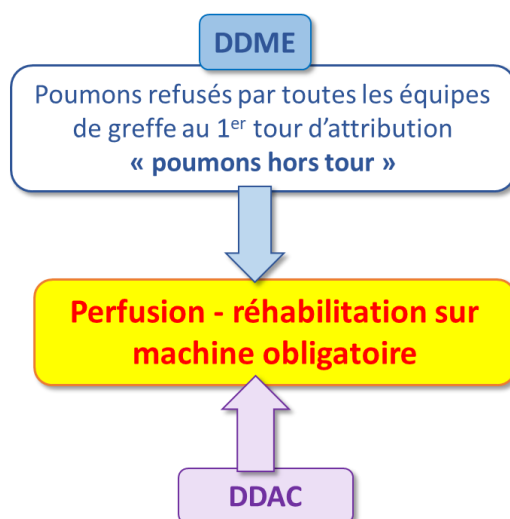 DDME
Poumons refusés par toutes les équipes
de greffe au 1er tour d’attribution
« poumons hors tour »
Perfusion - réhabilitation sur
machine obligatoire
DDAC